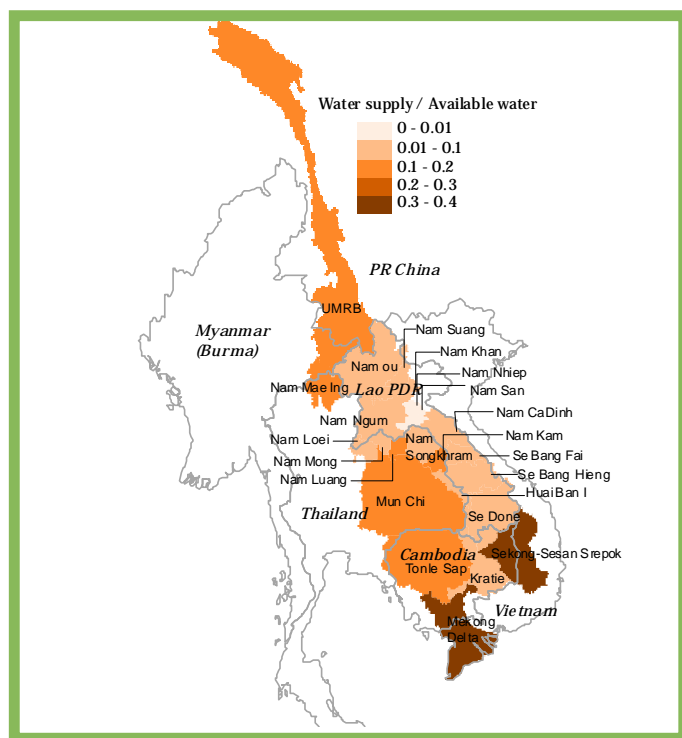 Water supply / Available water
0 - 0.01
0.01 - 0.1
0.1 - 0.2
0.2 - 0.3
0.3 - 0.4
PR China
UMRB
Myanmar
(Burma)
Nam Suang
Nam Khan
Nam ou
Nam Nhiep
Nam Mae Ing
Lao PDR
Nam San
Nam CaDinh
Nam Ngum
Nam Loei
Nam
Songkhram
Nam Kam
Nam Mong
Se Bang Fai
Nam Luang
Se Bang Hieng
Mun Chi
Huai Ban I
Thailand
Se Done
Cambodia
Sekong-Sesan Srepok
Tonle Sap
Kratie
Vietnam
Mekong
Delta